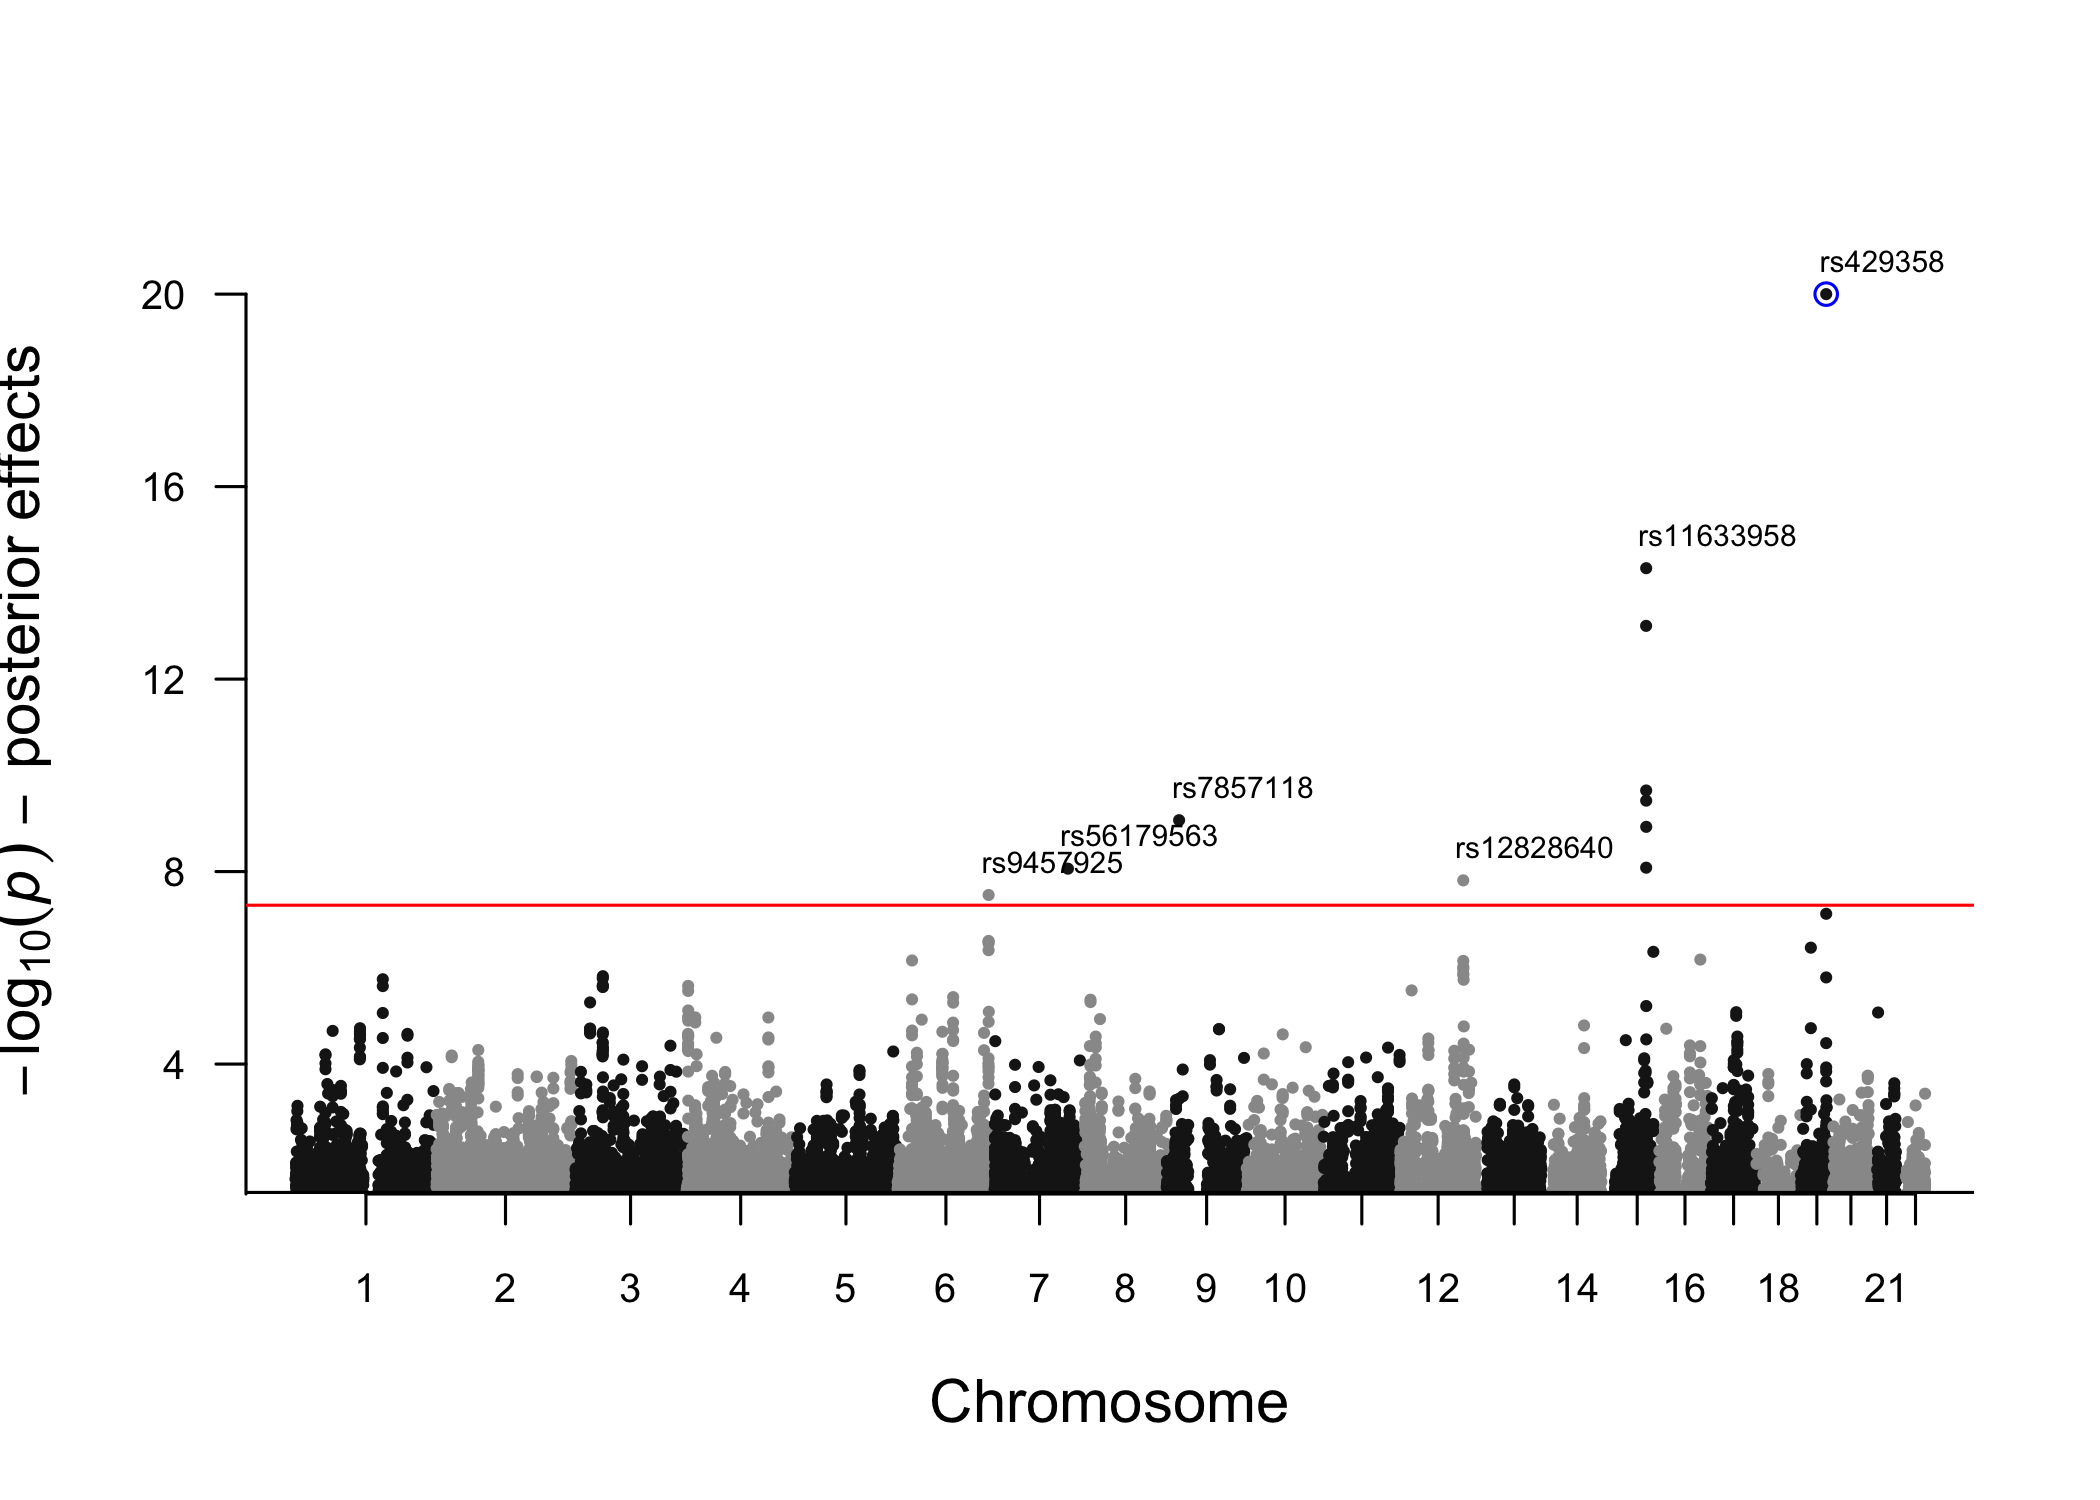 rs429358
20
16
rs11633958
12
rs7857118
rs56179563
rs9457925
rs12828640
8
4
−log10(p) − posterior effects
1 2 3 4 5 6 7 8 9 10 12 14 16 18 21
Chromosome